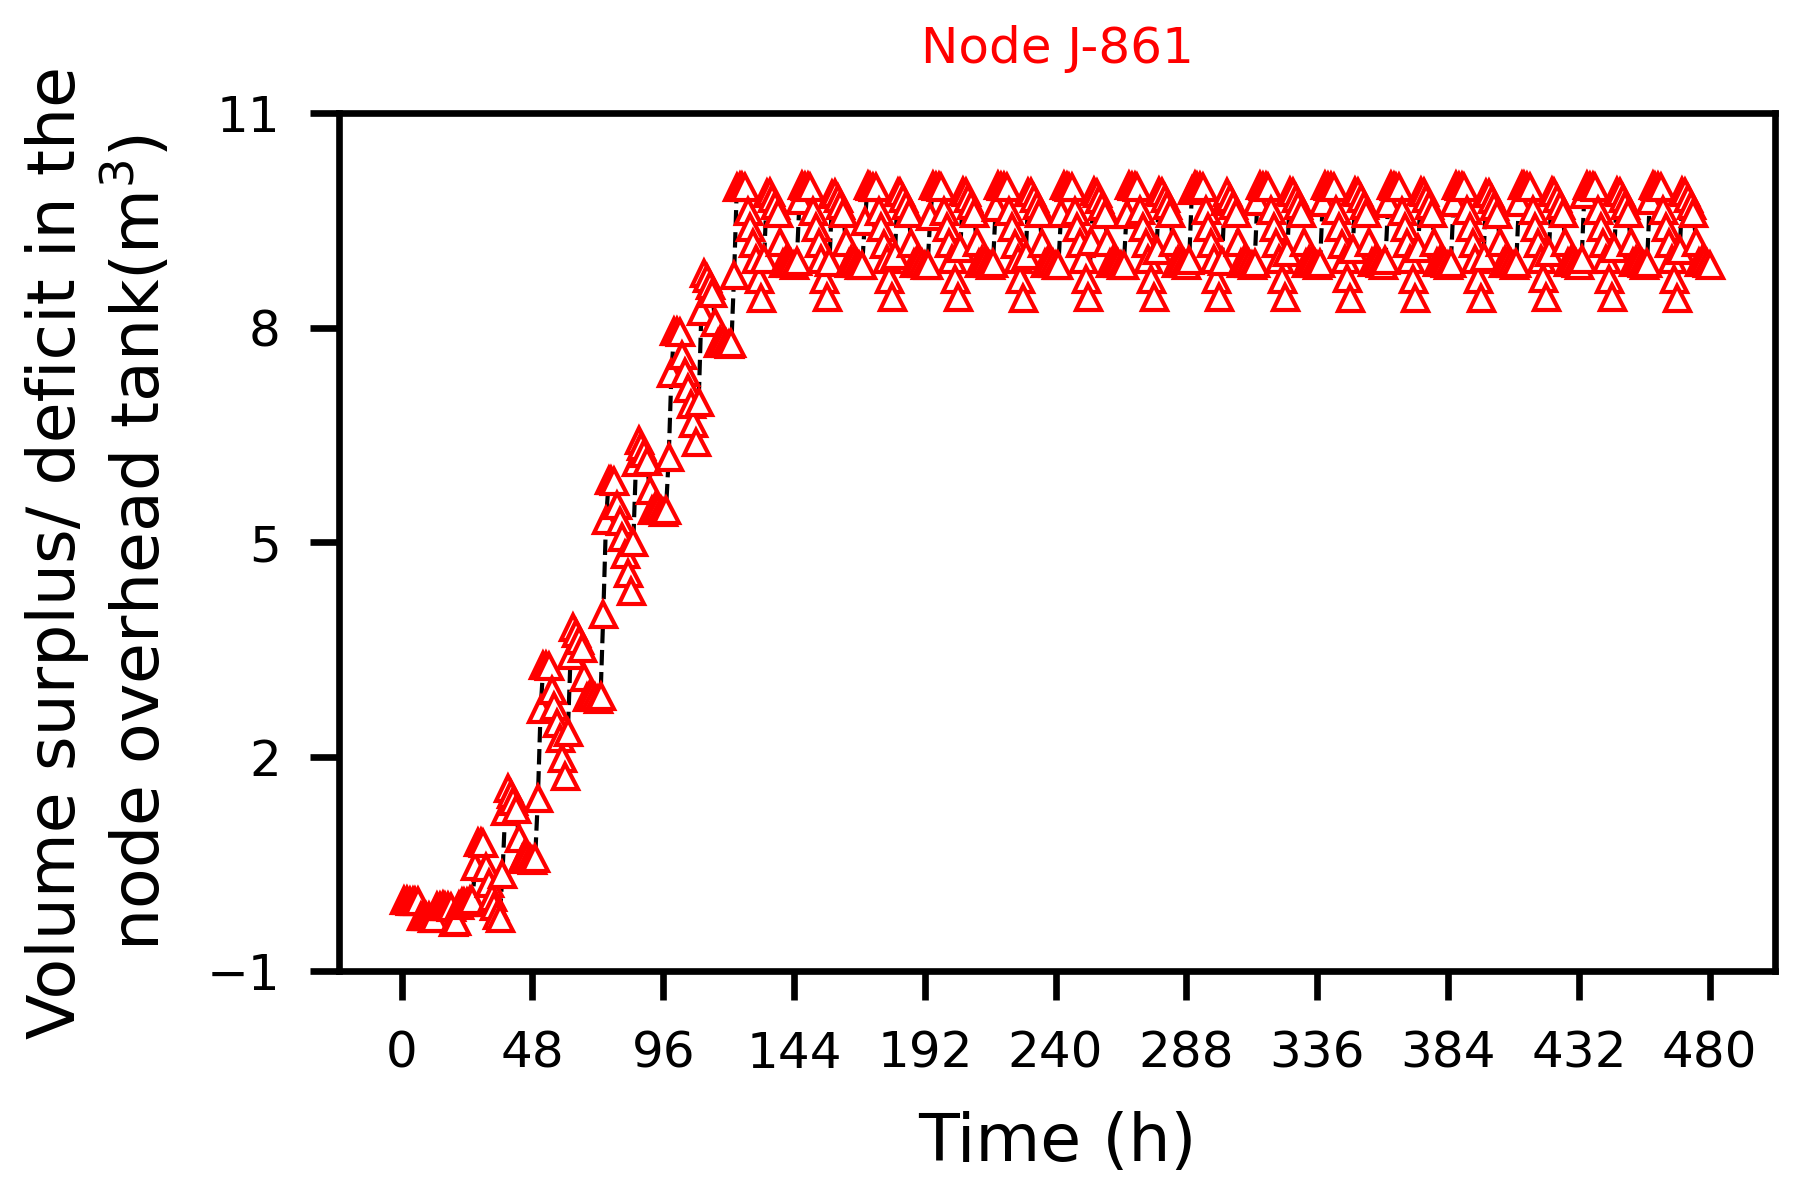 Node J-861
Volume surplus/ deficit in the
node overhead tank(m³)
11
8
5
2
−1
0 48 96 144 192 240 288 336 384 432 480
Time (h)